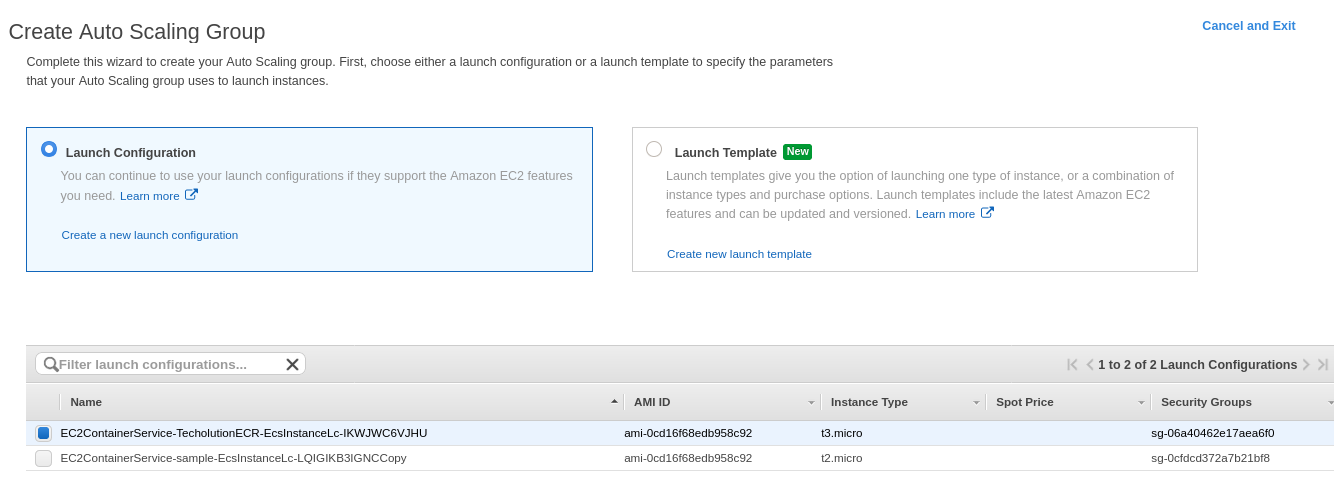 Create Auto Scaling Group
Cancel and Exit
Complete this wizard to create your Auto Scaling group. First, choose either a launch configuration or a launch template to specify the parameters
that your Auto Scaling group uses to launch instances.
Launch Configuration
You can continue to use your launch configurations if they support the Amazon EC2 features
you need. Learn more
Create a new launch configuration
Launch Template New
Launch templates give you the option of launching one type of instance, or a combination of
instance types and purchase options. Launch templates include the latest Amazon EC2
features and can be updated and versioned. Learn more
Create new launch template
Filter launch configurations...
1 to 2 of 2 Launch Configurations
Name AMI ID Instance Type Spot Price Security Groups
EC2ContainerService-TecholutionECR-EcsInstanceLc-IKWJWC6VJHU ami-0cd16f68edb958c92 t3.micro sg-06a40462e17aea6f0
EC2ContainerService-sample-EcsInstanceLc-LQIGIKB3IGNCCopy ami-0cd16f68edb958c92 t2.micro sg-0cfdcd372a7b21bf8